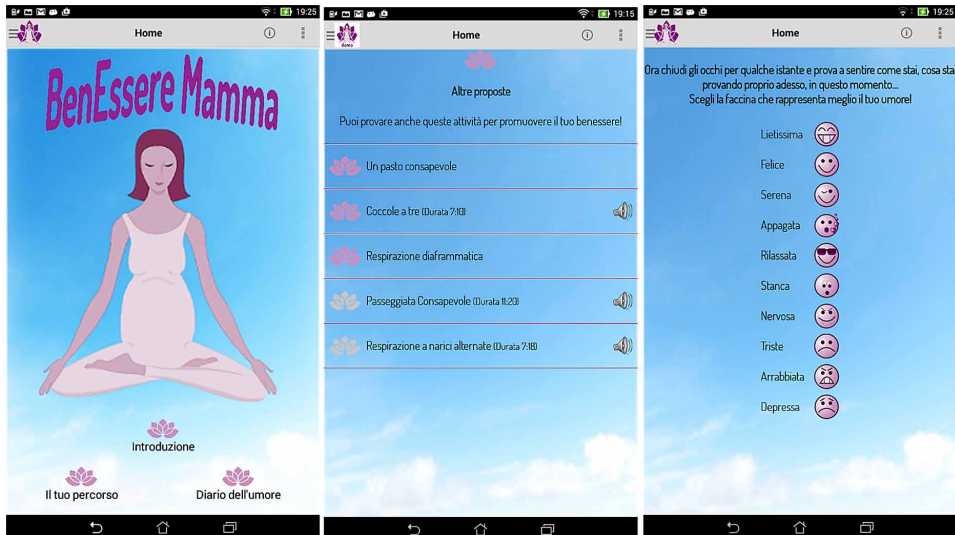 19:25
Home
BenEssere Mamma
Introduzione
Il tuo percorso
Diario dell'umore
19:15
demo
Home
Altre proposte
Puoi provare anche queste attività per promuovere il tuo benessere!
Un pasto consapevole
Coccole a tre (Durata 7:10)
Respirazione diaframmatica
Passeggiata Consapevole (Durata 11:20)
Respirazione a narici alternate (Durata 7:18)
19:25
Home
Ora chiudi gli occhi per qualche istante e prova a sentire come stai, cosa stai
provando proprio adesso, in questo momento...
Scegli la faccina che rappresenta meglio il tuo umore!
Lietissima
Felice
Serena
Appagata
Rilassata
Stanca
Nervosa
Triste
Arrabbiata
Depressa